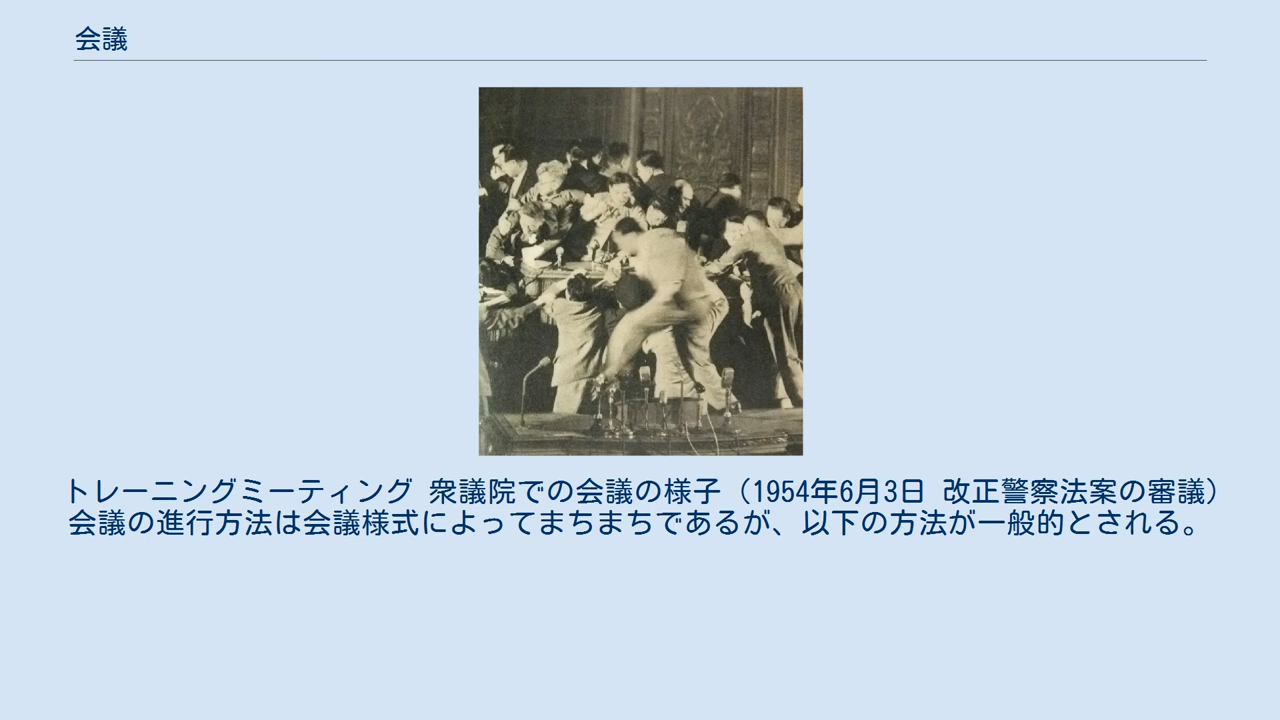 会議
トレーニングミーティング 衆議院での会議の様子（1954年6月3日 改正警察法案の審議）
会議の進行方法は会議様式によってまちまちであるが、以下の方法が一般的とされる。